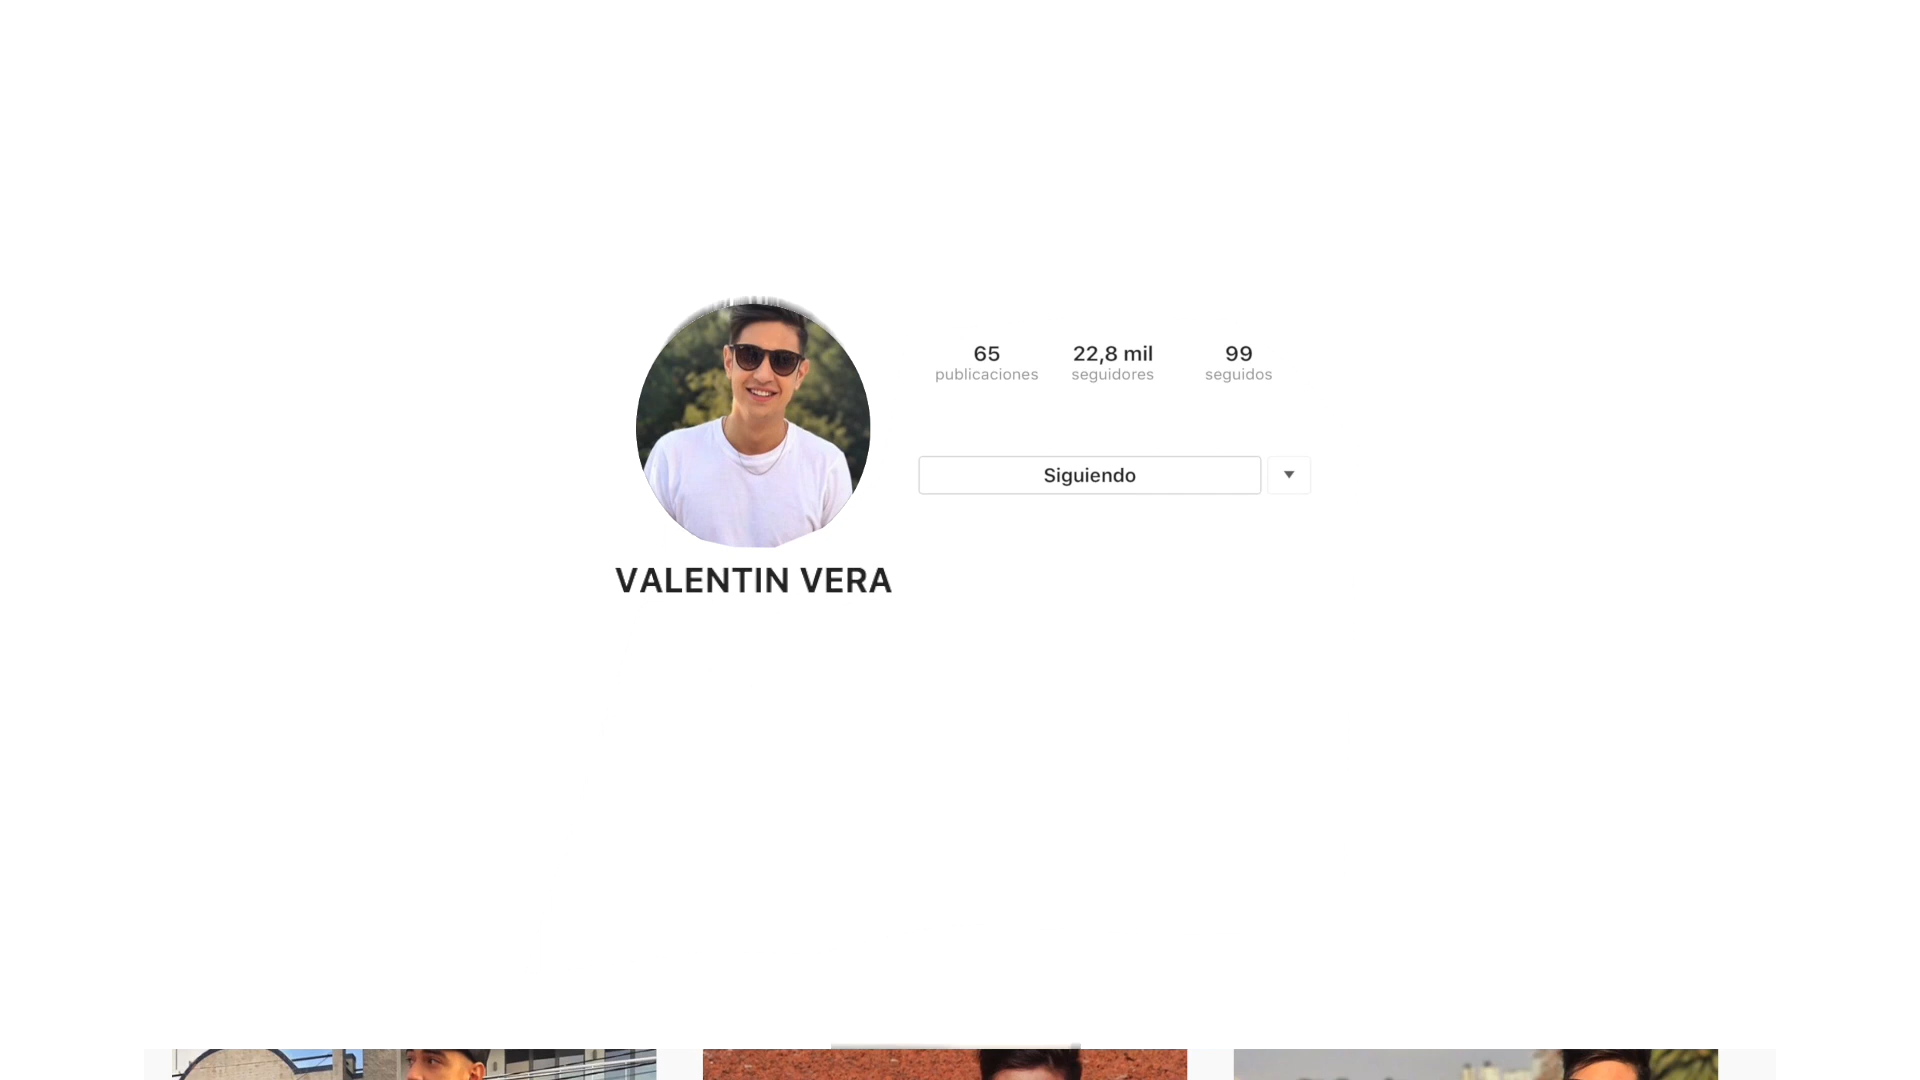 65 22,8 mil 99
publicaciones seguidores seguidos
Siguiendo
VALENTIN VERA